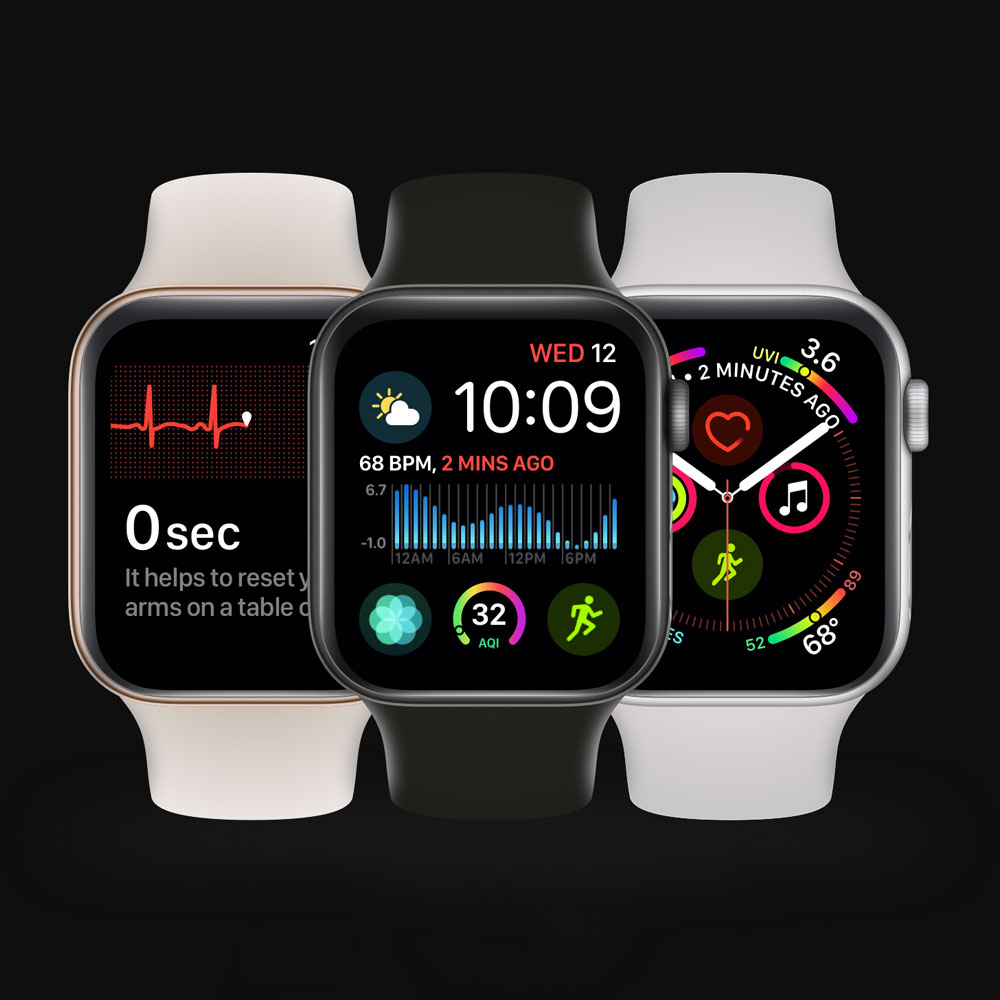 0 sec
It helps to reset y
arms on a table
WED 12
10:09
68 BPM, 2 MINS AGO
6.7
-1.0
12AM 6AM 12PM 6PM
32
AQI
UVI 3.6
2 MINUTES AGO
89
52 68°